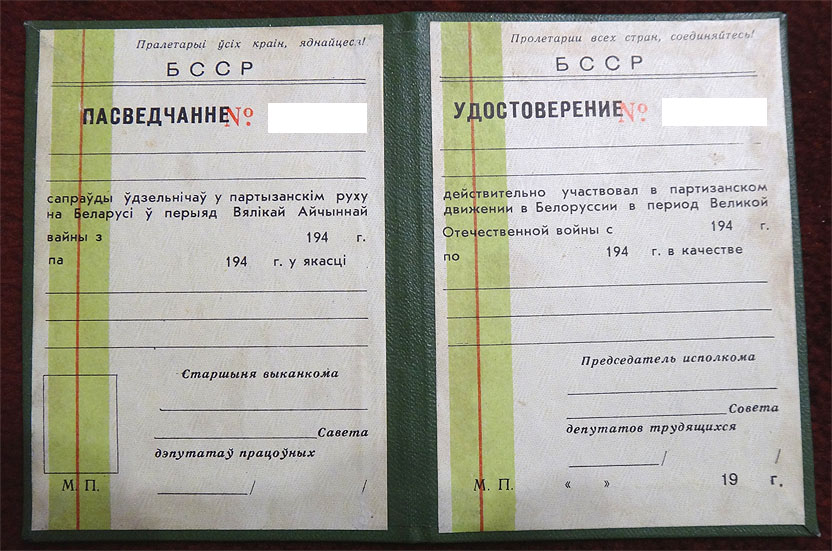 Пралетарыі ўсіх краін, яднайцеся!
БССР
ПАСВЕДЧАННЕ №
сапраўды ўдзельнічаў у партызанскім руху
на Беларусі ў перыяд Вялікай Айчыннай
вайны з 194 г.
па 194 г. у якасці
Старшыня выканкома
Савета
дэпутатаў працоўных
М. П. / /
Пролетарии всех стран, соединяйтесь!
БССР
УДОСТОВЕРЕНИЕ №
действительно участвовал в партизанском
движении в Белоруссии в период Великой
Отечественной войны с 194 г.
по 194 г. в качестве
Председатель исполкома
Совета
депутатов трудящихся
/ /
М. П. « » 19 г.